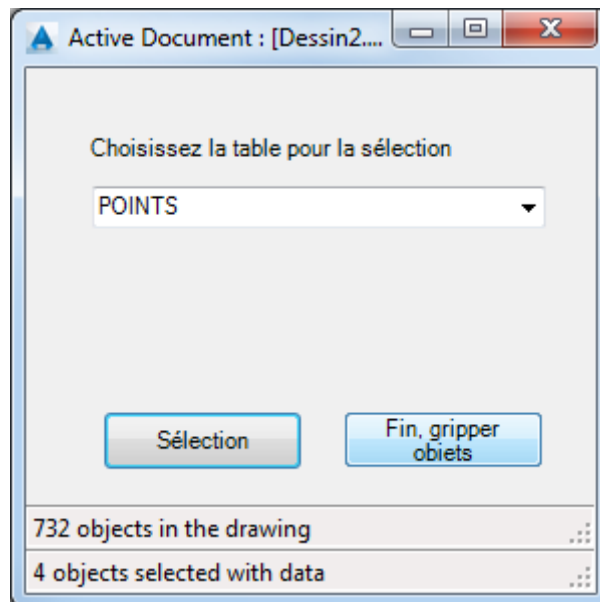 Active Document : [Dessin2....
Choisissez la table pour la sélection
POINTS
Sélection
Fin, gripper
objets
732 objects in the drawing
4 objects selected with data